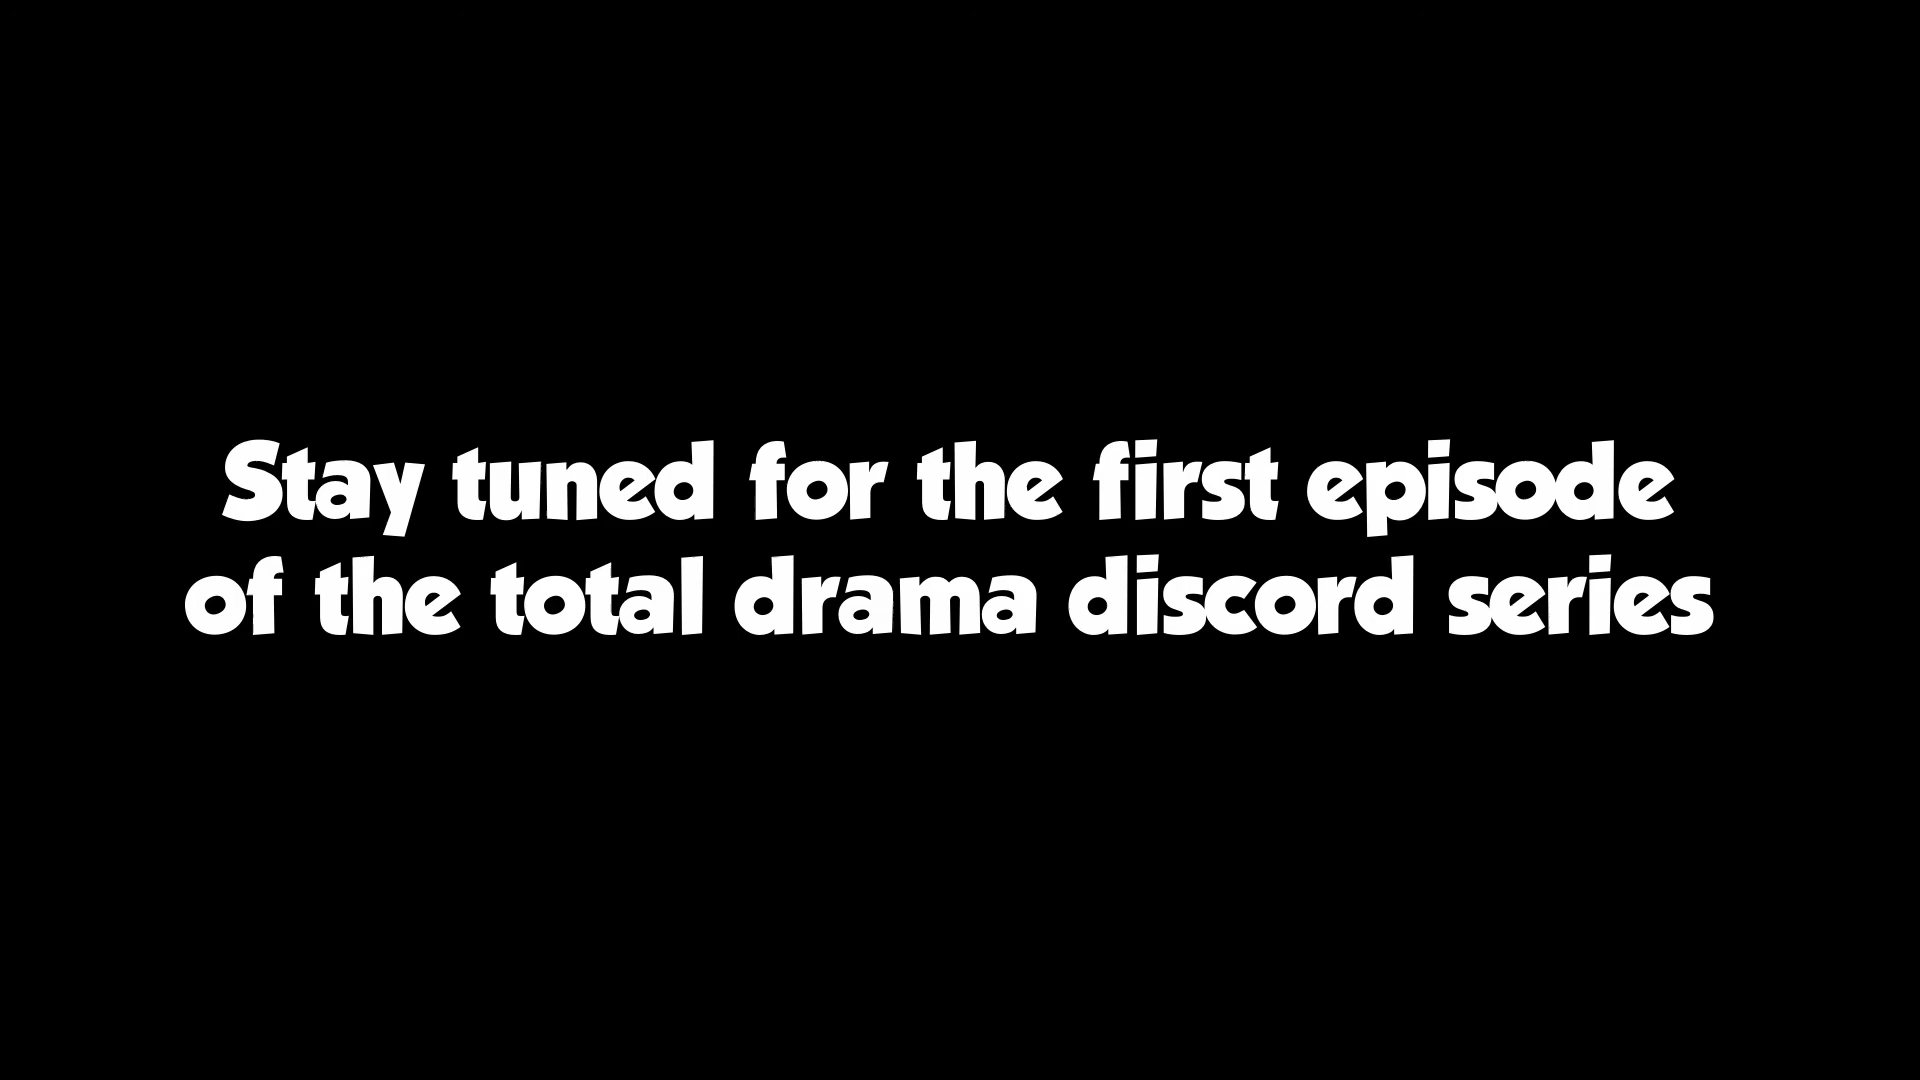 Stay tuned for the first episode
of the total drama discord series